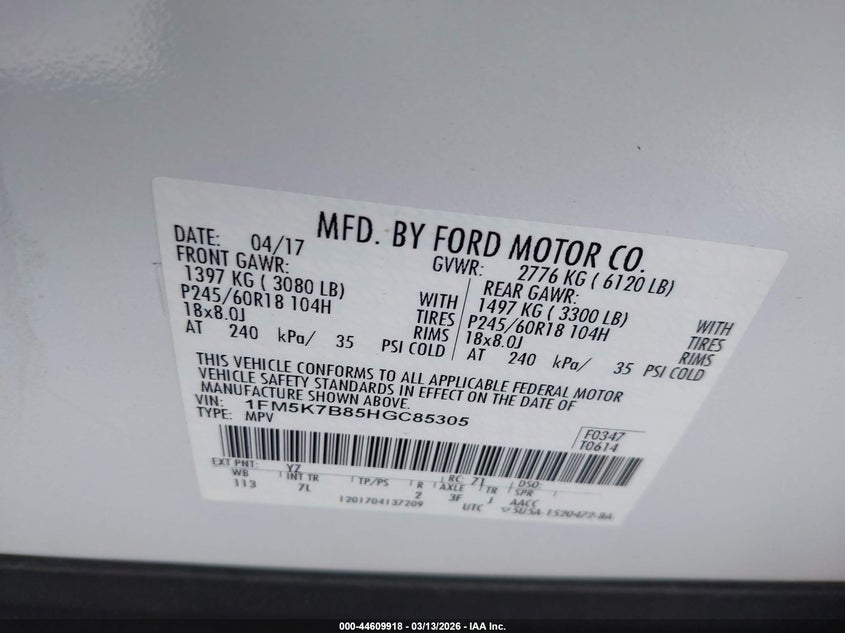 MFD. BY FORD MOTOR CO.
DATE: 04/17
GVWR: 2776 KG ( 6120 LB)
FRONT GAWR:
1397 KG ( 3080 LB)
P245/60R18 104H
18x8.0J
WITH
TIRES
RIMS
AT 240 kPa/ 35 PSI COLD
REAR GAWR:
1497 KG ( 3300 LB)
P245/60R18 104H
18x8.0J
WITH
TIRES
RIMS
AT 240 kPa/ 35 PSI COLD
THIS VEHICLE CONFORMS TO ALL APPLICABLE FEDERAL MOTOR
VEHICLE SAFETY STANDARDS IN EFFECT ON THE DATE OF
MANUFACTURE SHOWN ABOVE.
VIN: 1FM5K7B85HGC85305
TYPE: MPV
F0347
T0614
EXT PNT: YZ
RC: 71
DSO:
WB
INT TR
TP/PS
R
AXLE
TR
SPR
113
7L
2
3F
J
AACC
1201704137209
UTC
5U5A-1520472-BA
000-44609918 - 03/13/2026 - IAA Inc.